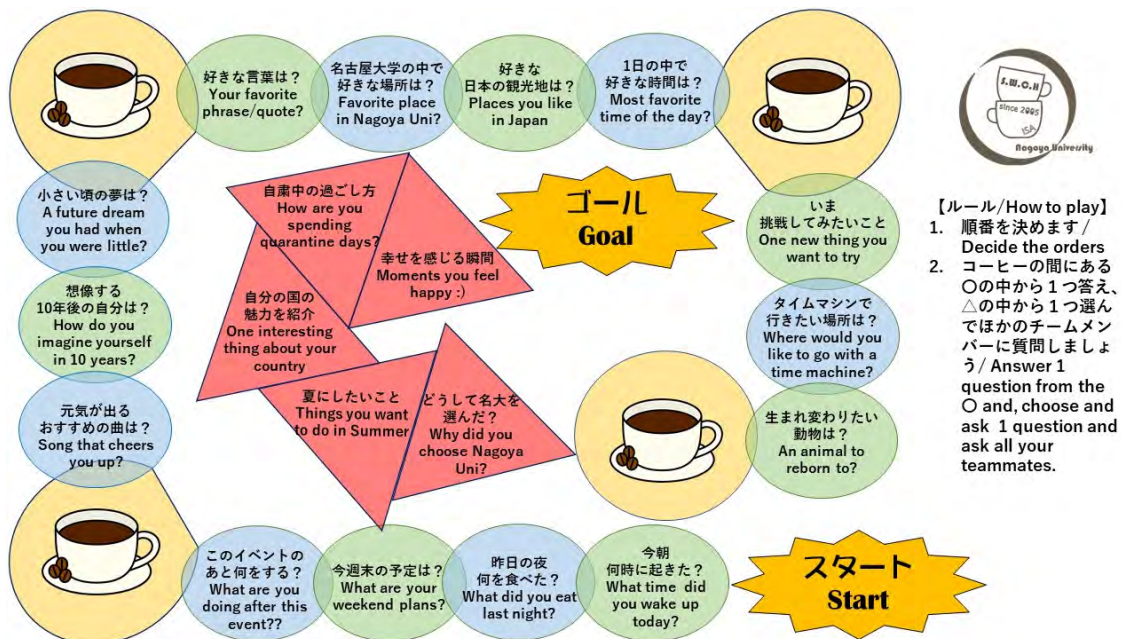 好きな言葉は？
Your favorite
phrase/quote?
名古屋大学の中で
好きな場所は？
Favorite place
in Nagoya Uni?
好きな
日本の観光地は？
Places you like
in Japan
1日の中で
好きな時間は？
Most favorite
time of the day?
S.W.O.H
since 2005
ISA
Nagoya University
小さい頃の夢は？
A future dream
you had when
you were little?
自粛中の過ごし方
How are you
spending
quarantine days?
幸せを感じる瞬間
Moments you feel
happy :)
ゴール
Goal
いま
挑戦してみたいこと
One new thing you
want to try
【ルール/How to play】
1. 順番を決めます/
Decide the orders
2. コーヒーの間にある
〇の中から１つ答え、
△の中から１つ選ん
でほかのチームメン
バーに質問しましょ
う/ Answer 1
question from the
〇 and, choose and
ask 1 question and
ask all your
teammates.
想像する
10年後の自分は？
How do you
imagine yourself
in 10 years?
自分の国の
魅力を紹介
One interesting
thing about your
country
タイムマシンで
行きたい場所は？
Where would you
like to go with a
time machine?
元気が出る
おすすめの曲は？
Song that cheers
you up?
夏にしたいこと
Things you want
to do in Summer
どうして名大を
選んだ？
Why did you
choose Nagoya
Uni?
生まれ変わりたい
動物は？
An animal to
reborn to?
このイベントの
あと何をする？
What are you
doing after this
event??
今週末の予定は？
What are your
weekend plans?
昨日の夜
何を食べた？
What did you eat
last night?
今朝
何時に起きた？
What time did
you wake up
today?
スタート
Start